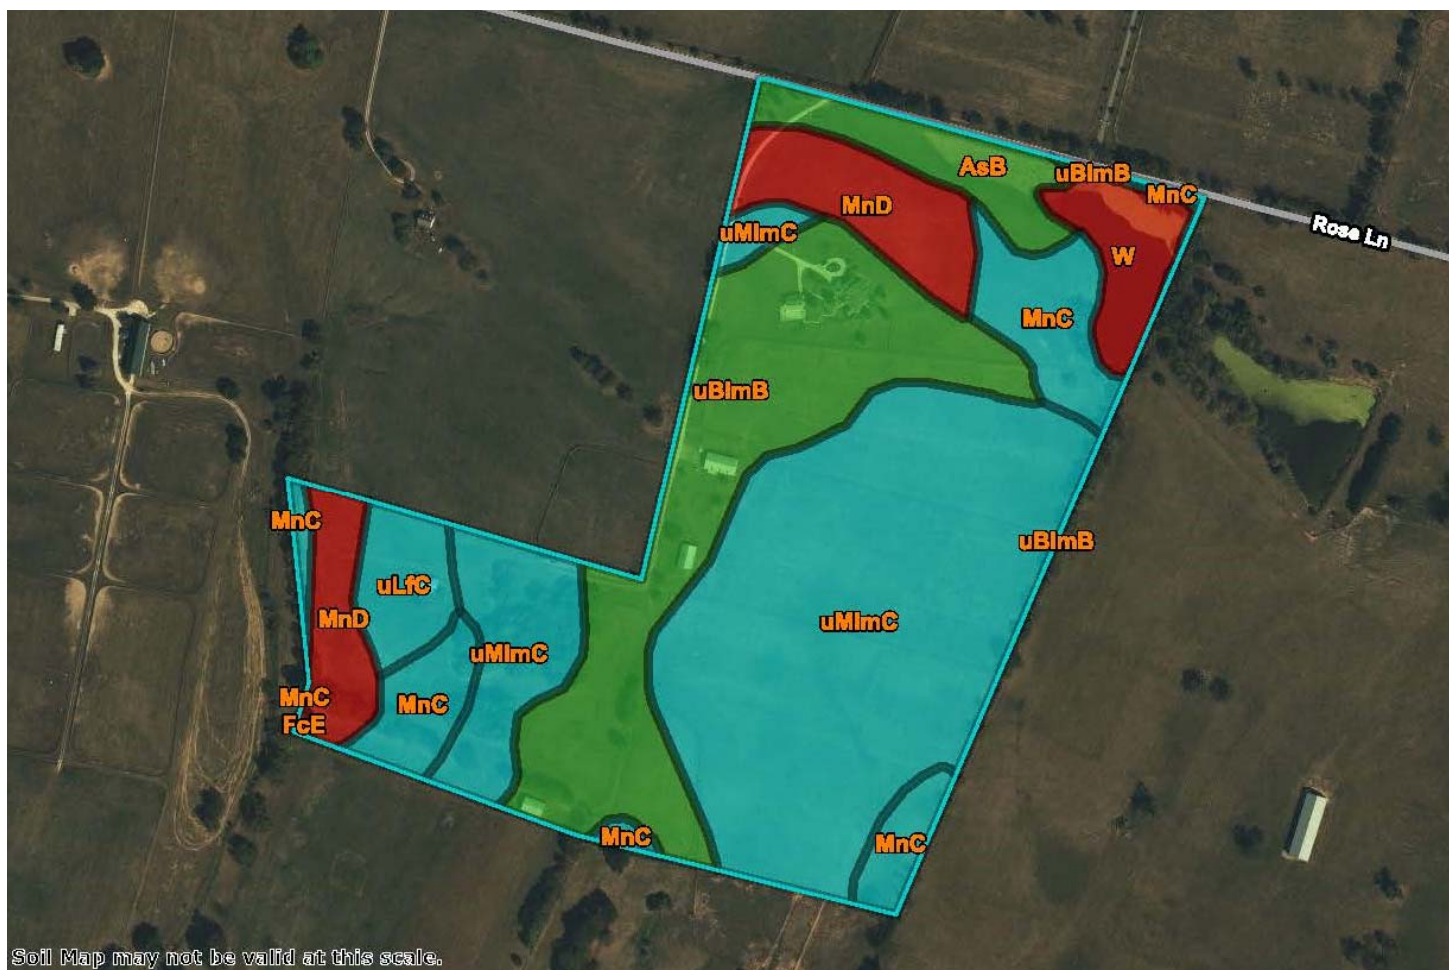 AsB
uBlmB
MnC
MnD
uMlmC
Rose Ln
W
MnC
uBlmB
MnC
uBlmB
uLfC
MnD
uMlmC
uMlmC
MnC
MnC
FcE
MnC
MnC
Soil Map may not be valid at this scale.